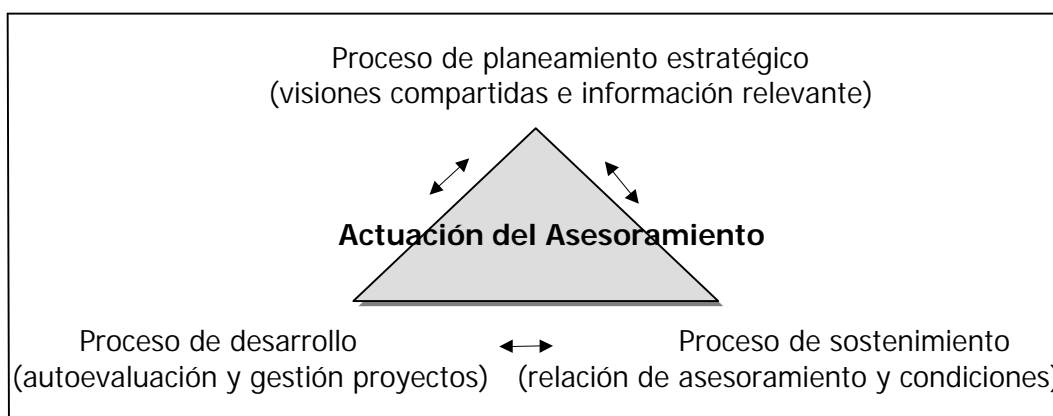 Proceso de planeamiento estratégico
(visiones compartidas e información relevante)
Actuación del Asesoramiento
Proceso de desarrollo
(autoevaluación y gestión proyectos)
Proceso de sostenimiento
(relación de asesoramiento y condiciones)